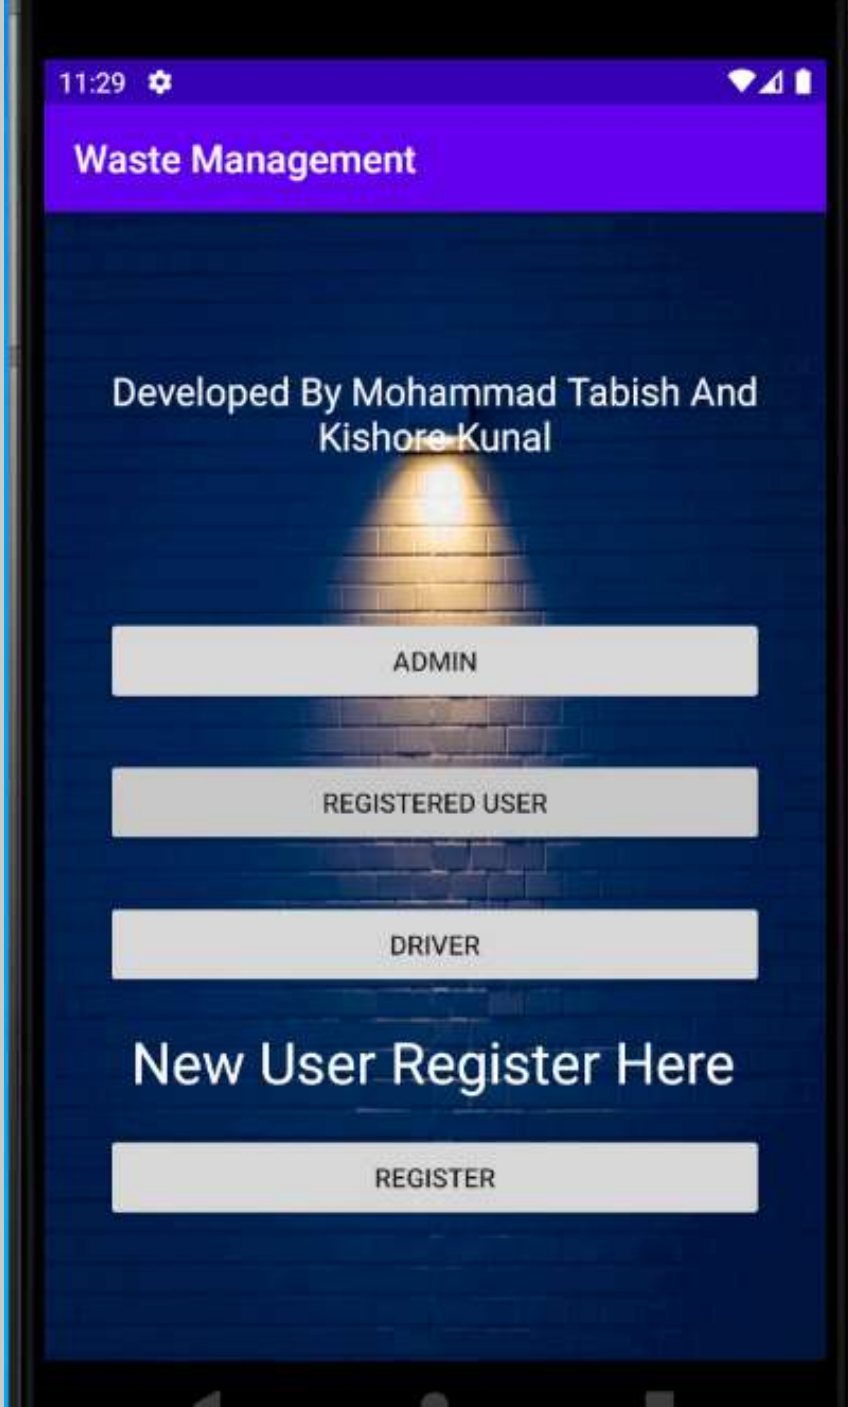 11:29
Waste Management
Developed By Mohammad Tabish And
Kishore Kunal
ADMIN
REGISTERED USER
DRIVER
New User Register Here
REGISTER